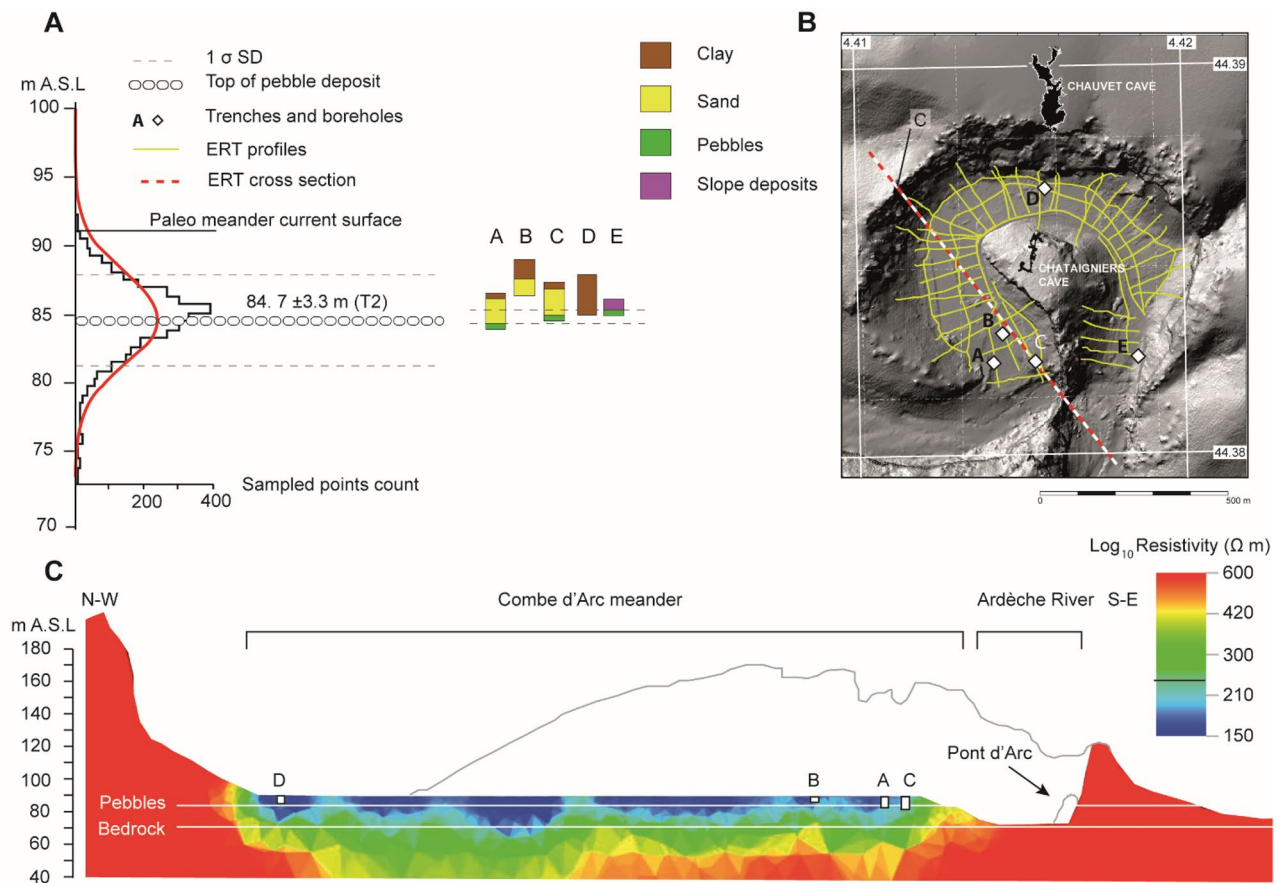 A
1 σ SD
m A.S.L
Top of pebble deposit
100
A
Trenches and boreholes
ERT profiles
95
ERT cross section
Paleo meander current surface
90
84. 7 ±3.3 m (T2)
85
80
75
Sampled points count
200
400
70
Clay
Sand
Pebbles
Slope deposits
A B C D E
B
4.41
4.42
44.39
CHAUVET CAVE
C
D
CHATAIGNIERS
CAVE
B
A
C
E
44.38
0
500 m
C
N-W
Combe d'Arc meander
Ardèche River
S-E
Log10 Resistivity (Ω m)
600
420
300
210
150
m A.S.L
180
160
140
120
100
80
60
40
Pont d'Arc
D
B
A
C
Pebbles
Bedrock